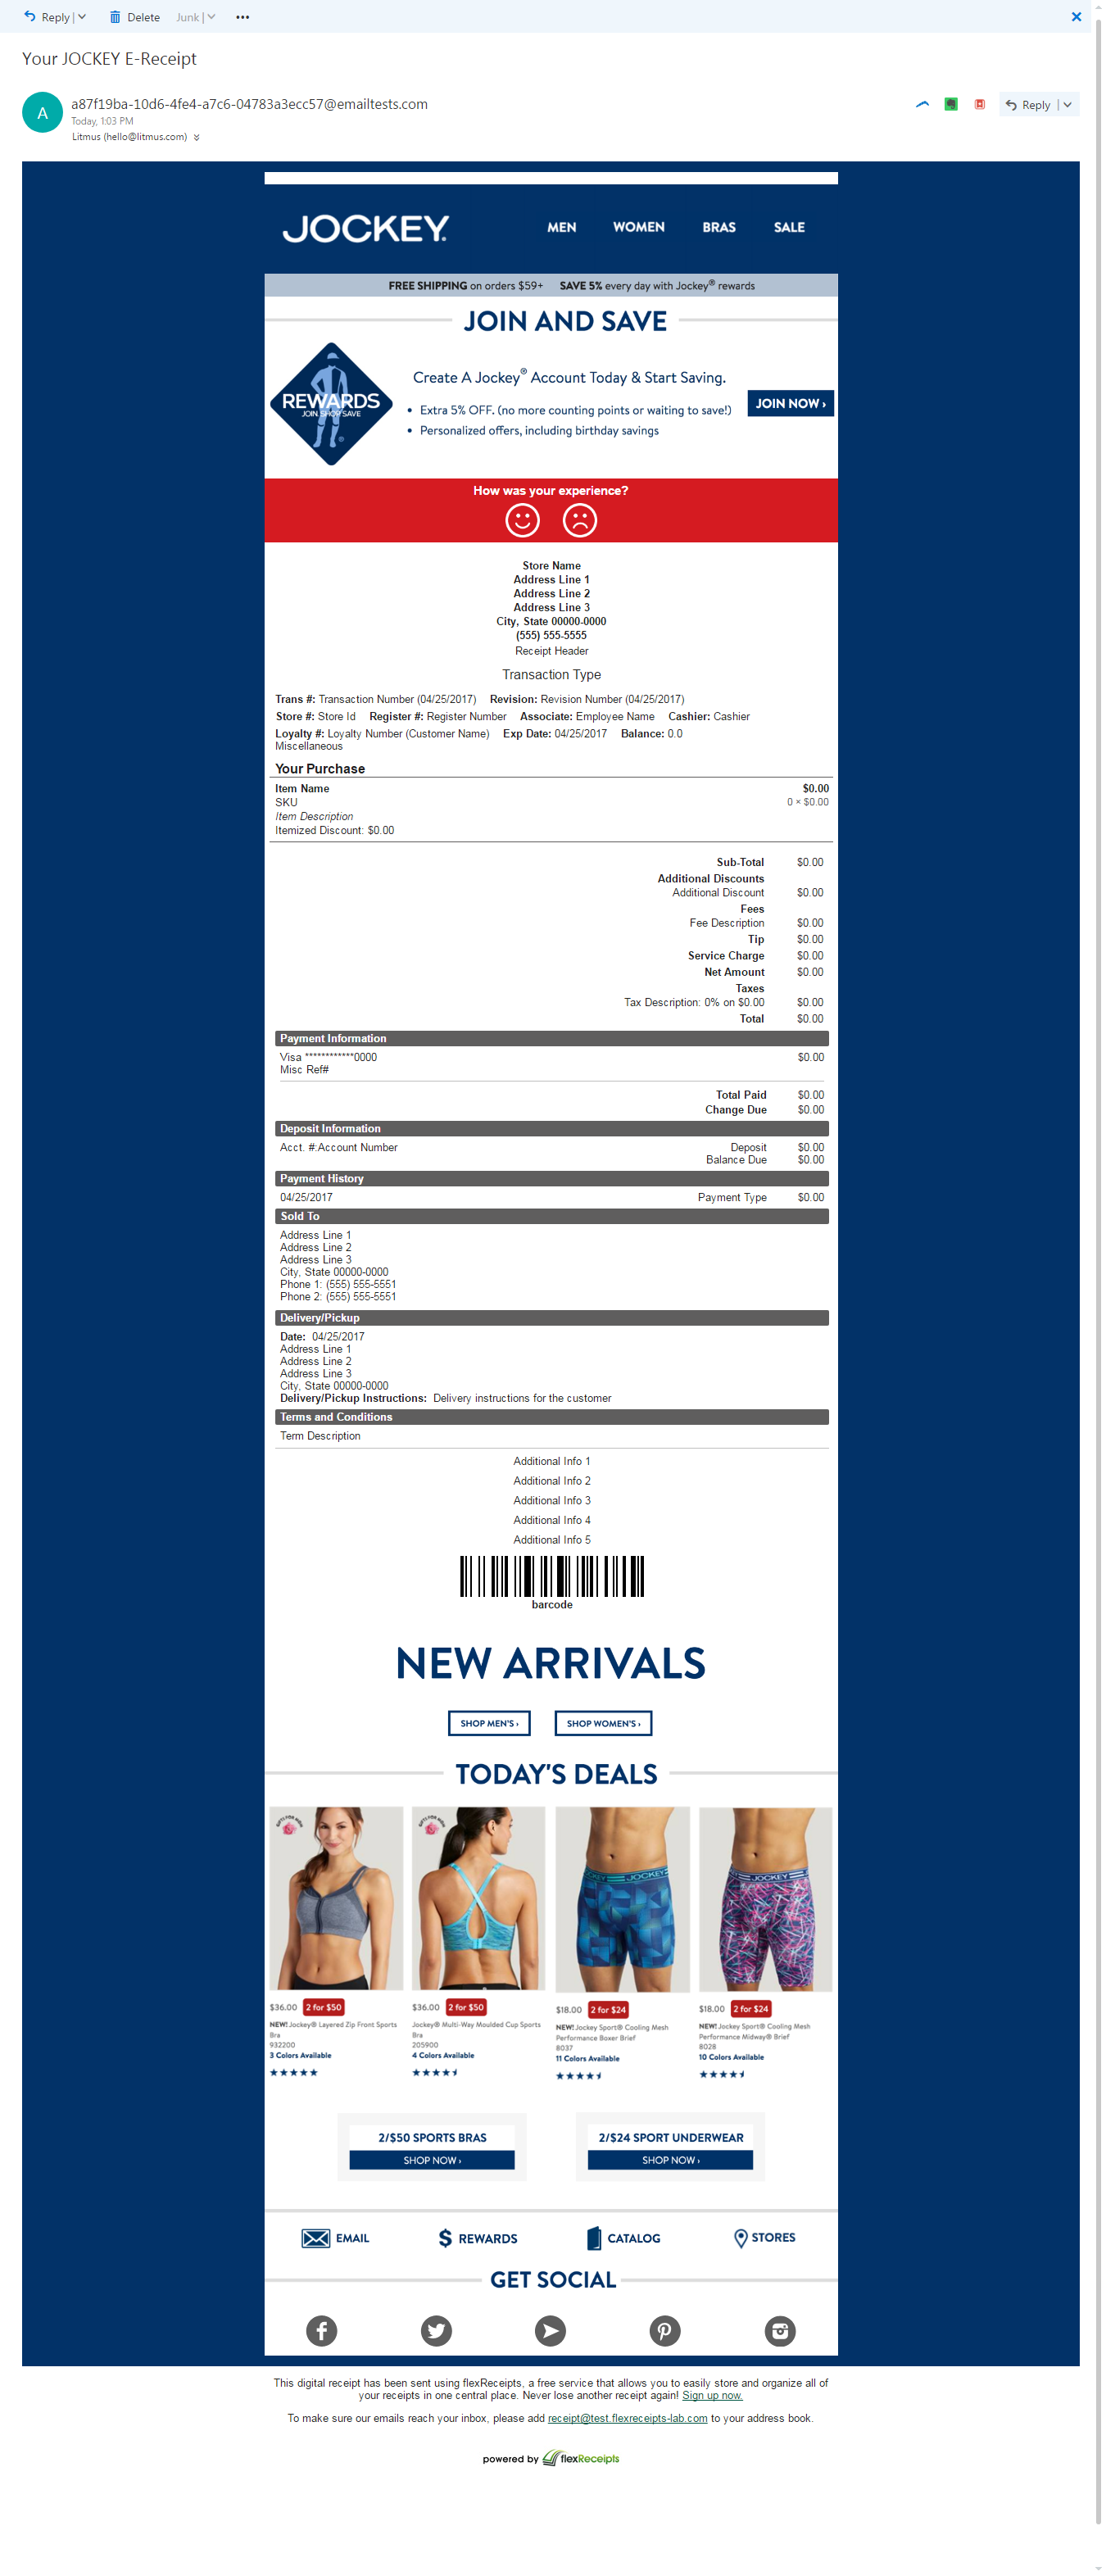 Reply
Delete
Junk
Your JOCKEY E-Receipt
A
a87f19ba-10d6-4fe4-a7c6-04783a3ecc57@emailtests.com
Today, 1:03 PM
Litmus (hello@litmus.com)
Reply
JOCKEY®
MEN WOMEN BRAS SALE
FREE SHIPPING on orders $59+ SAVE 5% every day with Jockey® rewards
JOIN AND SAVE
Create A Jockey® Account Today & Start Saving.
REWARDS
JOIN. SHOP. SAVE
®
• Extra 5% OFF. (no more counting points or waiting to save!)
• Personalized offers, including birthday savings
JOIN NOW ›
How was your experience?
Store Name
Address Line 1
Address Line 2
Address Line 3
City, State 00000-0000
(555) 555-5555
Receipt Header
Transaction Type
Trans #: Transaction Number (04/25/2017) Revision: Revision Number (04/25/2017)
Store #: Store Id Register #: Register Number Associate: Employee Name Cashier: Cashier
Loyalty #: Loyalty Number (Customer Name) Exp Date: 04/25/2017 Balance: 0.0
Miscellaneous
Your Purchase
Item Name $0.00
SKU 0 × $0.00
Item Description
Itemized Discount: $0.00
Sub-Total $0.00
Additional Discounts
Additional Discount $0.00
Fees
Fee Description $0.00
Tip $0.00
Service Charge $0.00
Net Amount $0.00
Taxes
Tax Description: 0% on $0.00 $0.00
Total $0.00
Payment Information
Visa ************0000 $0.00
Misc Ref#
Total Paid $0.00
Change Due $0.00
Deposit Information
Acct. #:Account Number Deposit $0.00
Balance Due $0.00
Payment History
04/25/2017 Payment Type $0.00
Sold To
Address Line 1
Address Line 2
Address Line 3
City, State 00000-0000
Phone 1: (555) 555-5551
Phone 2: (555) 555-5551
Delivery/Pickup
Date: 04/25/2017
Address Line 1
Address Line 2
Address Line 3
City, State 00000-0000
Delivery/Pickup Instructions: Delivery instructions for the customer
Terms and Conditions
Term Description
Additional Info 1
Additional Info 2
Additional Info 3
Additional Info 4
Additional Info 5
barcode
NEW ARRIVALS
SHOP MEN'S › SHOP WOMEN'S ›
TODAY'S DEALS
GIFTS FOR MOM
GIFTS FOR MOM
JOCKEY
JOCKEY
$36.00 2 for $50
NEW! Jockey® Layered Zip Front Sports
Bra
932200
3 Colors Available
$36.00 2 for $50
Jockey® Multi-Way Moulded Cup Sports
Bra
205900
4 Colors Available
$18.00 2 for $24
NEW! Jockey Sport® Cooling Mesh
Performance Boxer Brief
8037
11 Colors Available
$18.00 2 for $24
NEW! Jockey Sport® Cooling Mesh
Performance Midway® Brief
8028
10 Colors Available
2/$50 SPORTS BRAS
SHOP NOW ›
2/$24 SPORT UNDERWEAR
SHOP NOW ›
EMAIL $ REWARDS CATALOG STORES
GET SOCIAL
This digital receipt has been sent using flexReceipts, a free service that allows you to easily store and organize all of
your receipts in one central place. Never lose another receipt again! Sign up now.
To make sure our emails reach your inbox, please add receipt@test.flexreceipts-lab.com to your address book.
powered by flexReceipts